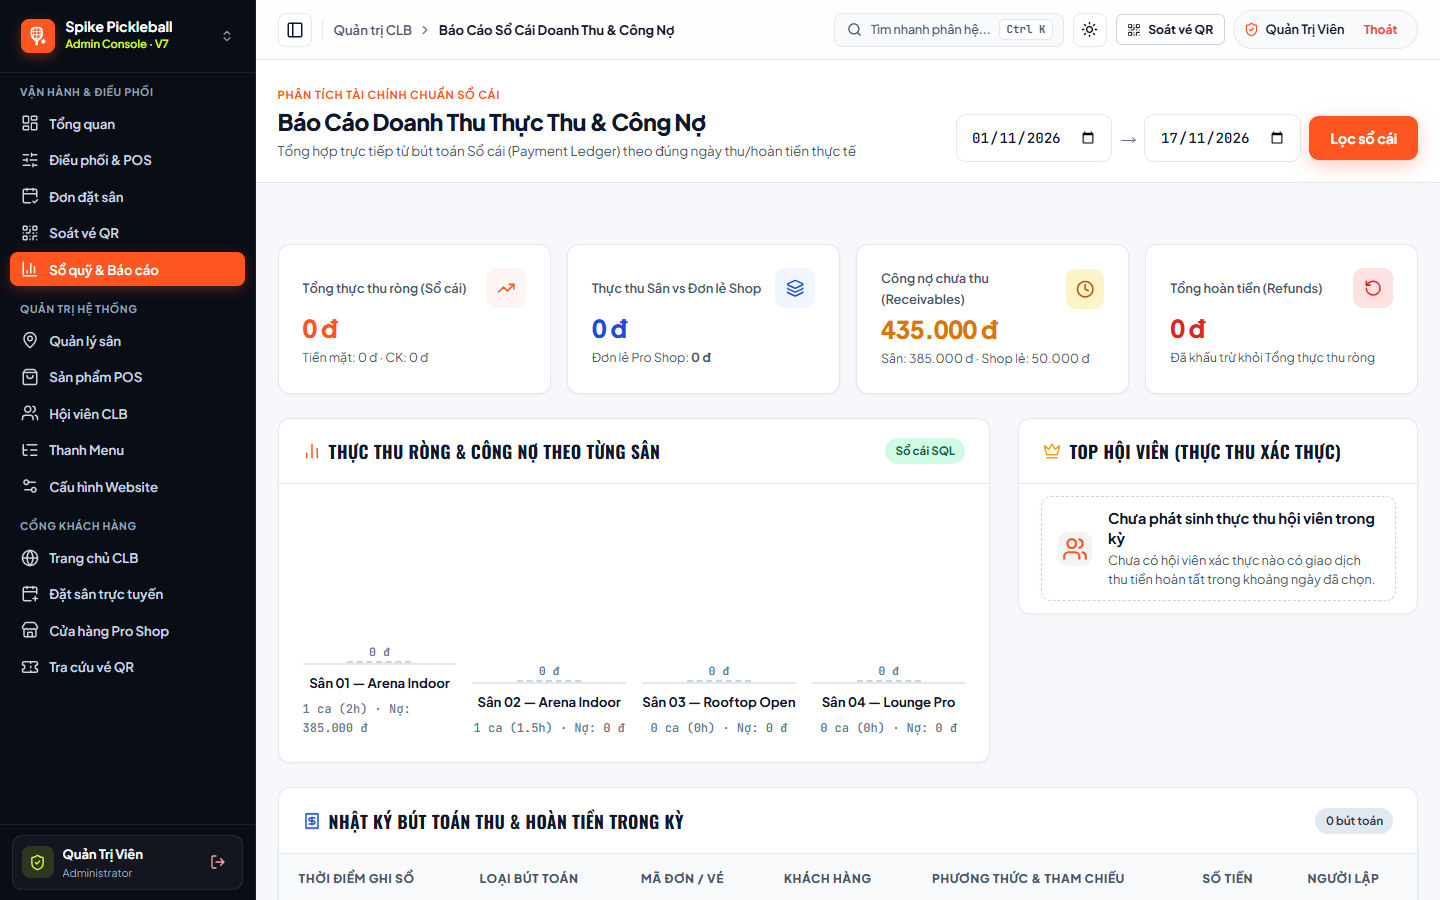 Spike Pickleball
Admin Console · V7
VẬN HÀNH & ĐIỀU PHỐI
Tổng quan
Điều phối & POS
Đơn đặt sân
Soát vé QR
Sổ quỹ & Báo cáo
QUẢN TRỊ HỆ THỐNG
Quản lý sân
Sản phẩm POS
Hội viên CLB
Thanh Menu
Cấu hình Website
CỔNG KHÁCH HÀNG
Trang chủ CLB
Đặt sân trực tuyến
Cửa hàng Pro Shop
Tra cứu vé QR
Quản Trị Viên
Administrator
Quản trị CLB
Báo Cáo Sổ Cái Doanh Thu & Công Nợ
Tìm nhanh phân hệ...
Ctrl K
Soát vé QR
Quản Trị Viên
Thoát
PHÂN TÍCH TÀI CHÍNH CHUẨN SỔ CÁI
Báo Cáo Doanh Thu Thực Thu & Công Nợ
Tổng hợp trực tiếp từ bút toán Sổ cái (Payment Ledger) theo đúng ngày thu/hoàn tiền thực tế
01/11/2026
→
17/11/2026
Lọc sổ cái
Tổng thực thu ròng (Sổ cái)
0 đ
Tiền mặt: 0 đ · CK: 0 đ
Thực thu Sân vs Đơn lẻ Shop
0 đ
Đơn lẻ Pro Shop: 0 đ
Công nợ chưa thu
(Receivables)
435.000 đ
Sân: 385.000 đ · Shop lẻ: 50.000 đ
Tổng hoàn tiền (Refunds)
0 đ
Đã khấu trừ khỏi Tổng thực thu ròng
THỰC THU RÒNG & CÔNG NỢ THEO TỪNG SÂN
Sổ cái SQL
0 đ
Sân 01 — Arena Indoor
1 ca (2h) · Nợ:
385.000 đ
0 đ
Sân 02 — Arena Indoor
1 ca (1.5h) · Nợ: 0 đ
0 đ
Sân 03 — Rooftop Open
0 ca (0h) · Nợ: 0 đ
0 đ
Sân 04 — Lounge Pro
0 ca (0h) · Nợ: 0 đ
TOP HỘI VIÊN (THỰC THU XÁC THỰC)
Chưa phát sinh thực thu hội viên trong
kỳ
Chưa có hội viên xác thực nào có giao dịch
thu tiền hoàn tất trong khoảng ngày đã chọn.
NHẬT KÝ BÚT TOÁN THU & HOÀN TIỀN TRONG KỲ
0 bút toán
THỜI ĐIỂM GHI SỔ
LOẠI BÚT TOÁN
MÃ ĐƠN / VÉ
KHÁCH HÀNG
PHƯƠNG THỨC & THAM CHIẾU
SỐ TIỀN
NGƯỜI LẬP